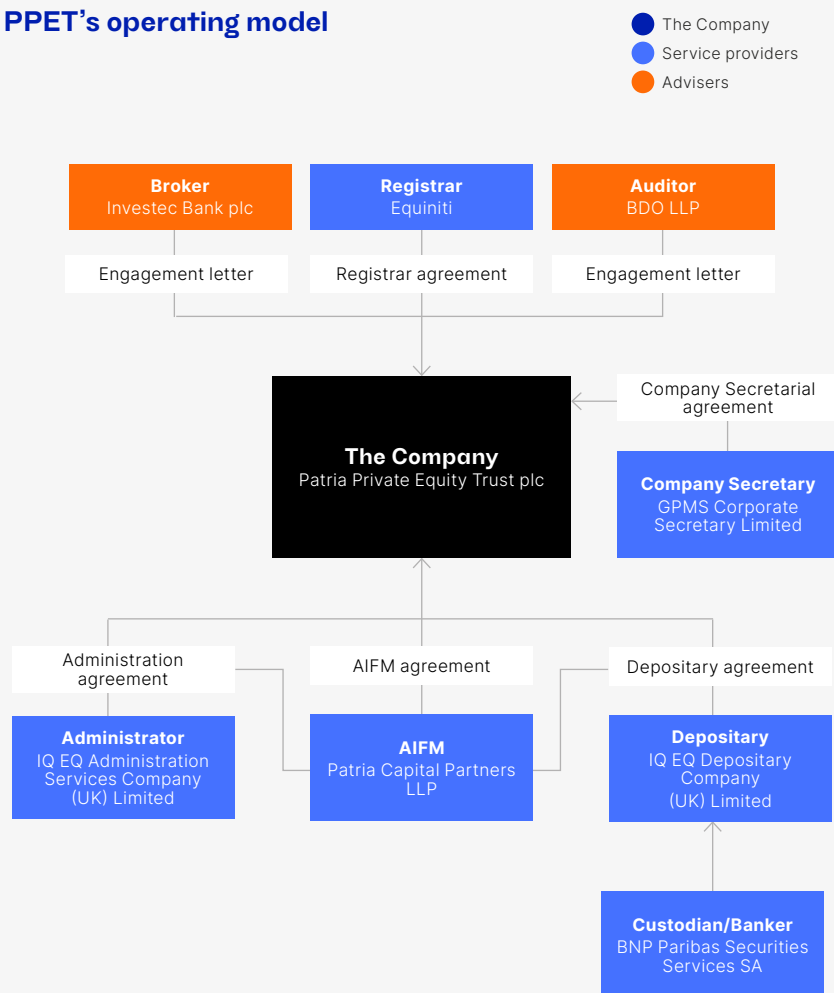 PPET's operating model
The Company
Service providers
Advisers
Broker
Investec Bank plc
Registrar
Equiniti
Auditor
BDO LLP
Engagement letter
Registrar agreement
Engagement letter
The Company
Patria Private Equity Trust plc
Company Secretarial
agreement
Company Secretary
GPMS Corporate
Secretary Limited
Administration
agreement
AIFM agreement
Depositary agreement
Administrator
IQ EQ Administration
Services Company
(UK) Limited
AIFM
Patria Capital Partners
LLP
Depositary
IQ EQ Depositary
Company
(UK) Limited
Custodian/Banker
BNP Paribas Securities
Services SA